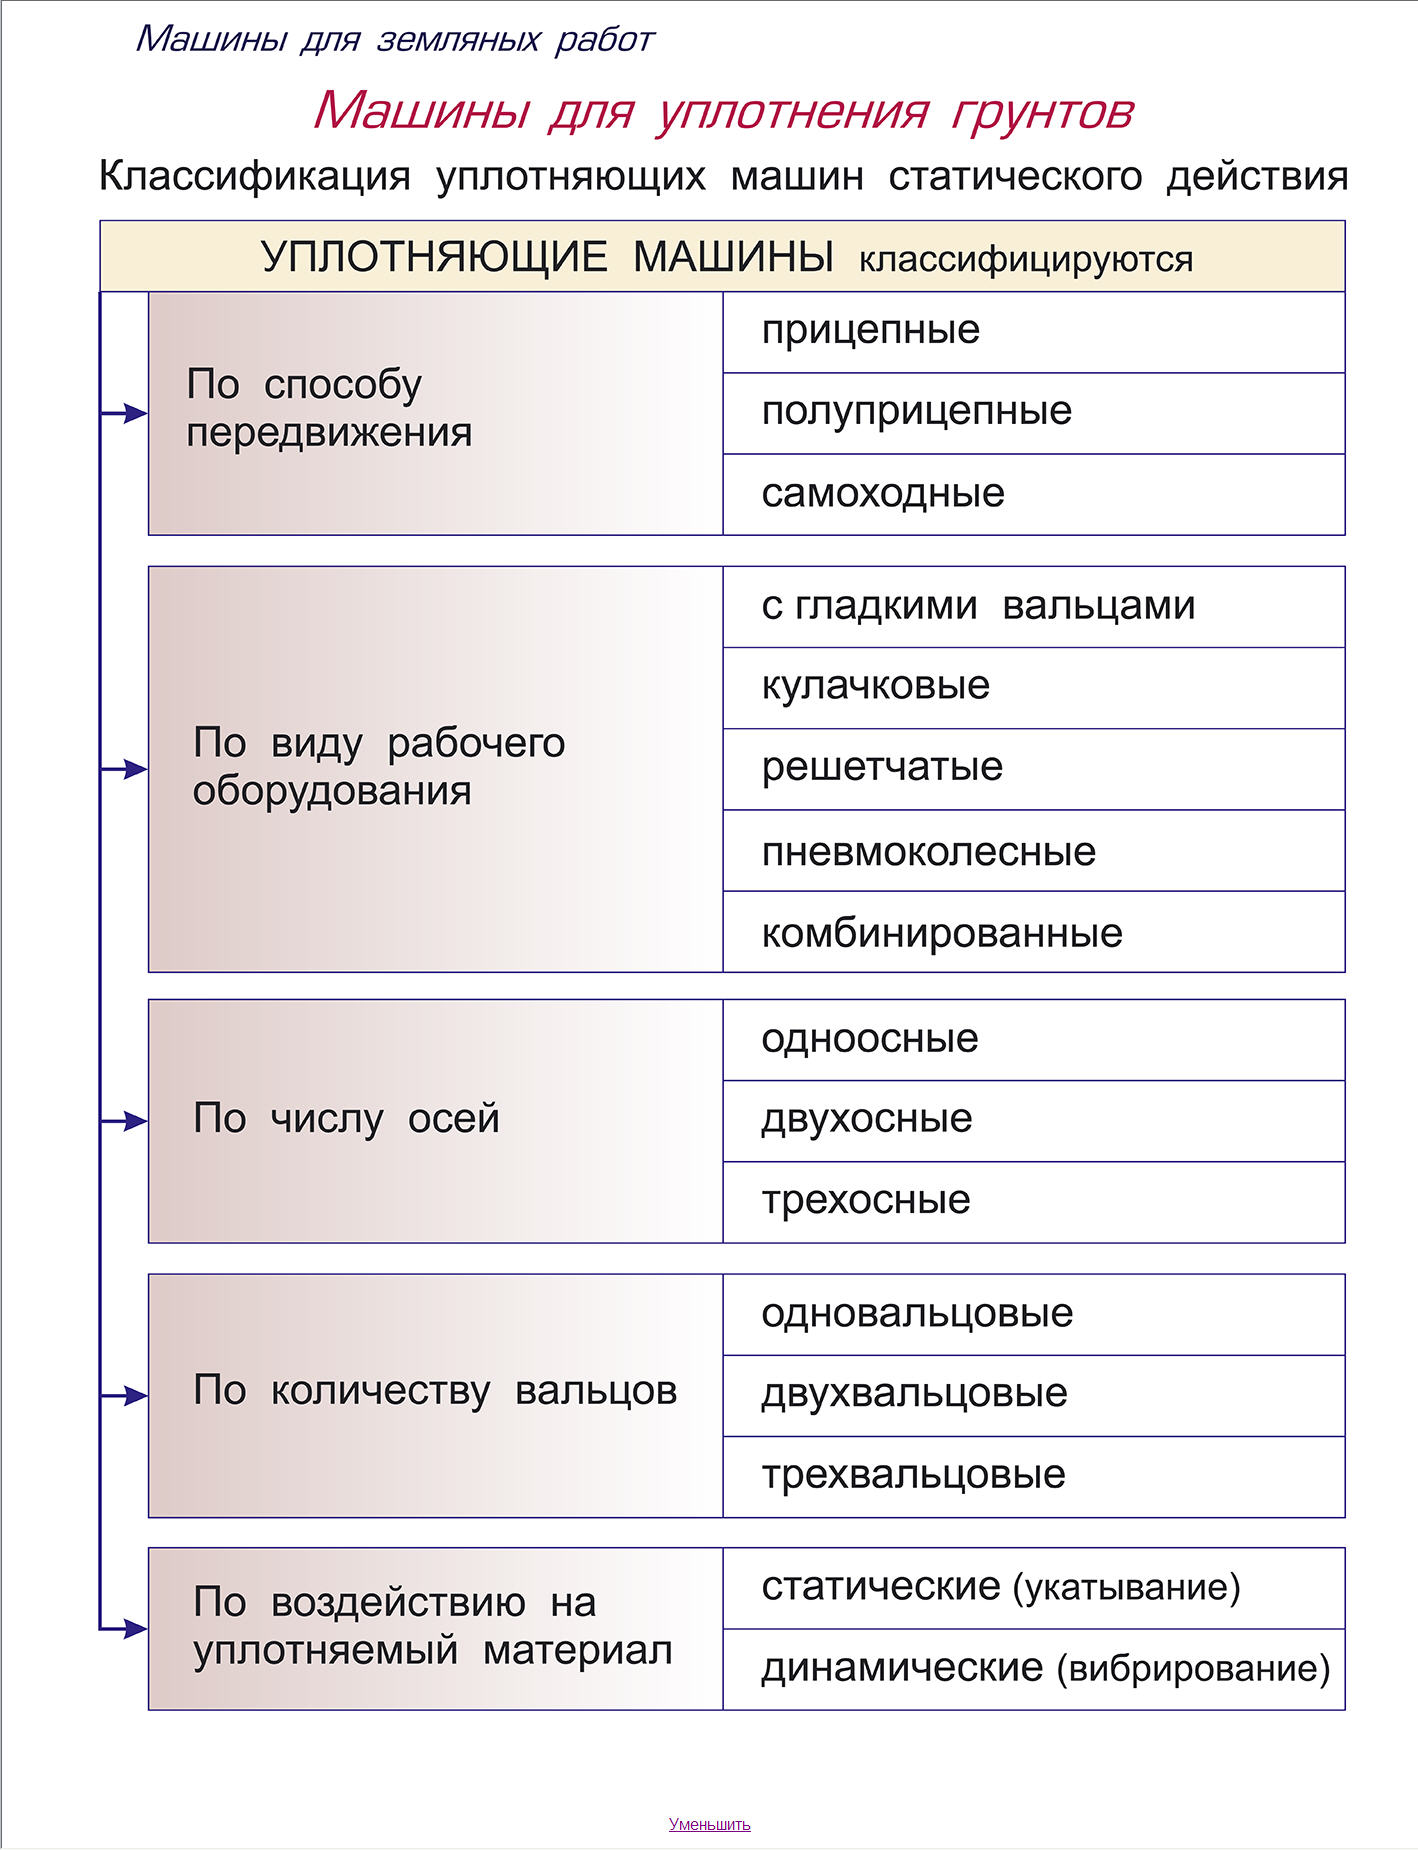 Машины для земляных работ
Машины для уплотнения грунтов
Классификация уплотняющих машин статического действия
УПЛОТНЯЮЩИЕ МАШИНЫ классифицируются
По способу
передвижения
прицепные
полуприцепные
самоходные
По виду рабочего
оборудования
с гладкими вальцами
кулачковые
решетчатые
пневмоколесные
комбинированные
По числу осей
одноосные
двухосные
трехосные
По количеству вальцов
одновальцовые
двухвальцовые
трехвальцовые
По воздействию на
уплотняемый материал
статические (укатывание)
динамические (вибрирование)
Уменьшить